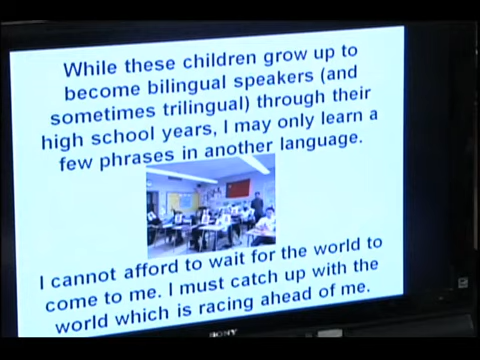 While these children grow up to
become bilingual speakers (and
sometimes trilingual) through their
high school years, I may only learn a
few phrases in another language.
I cannot afford to wait for the world to
come to me. I must catch up with the
world which is racing ahead of me.
SONY